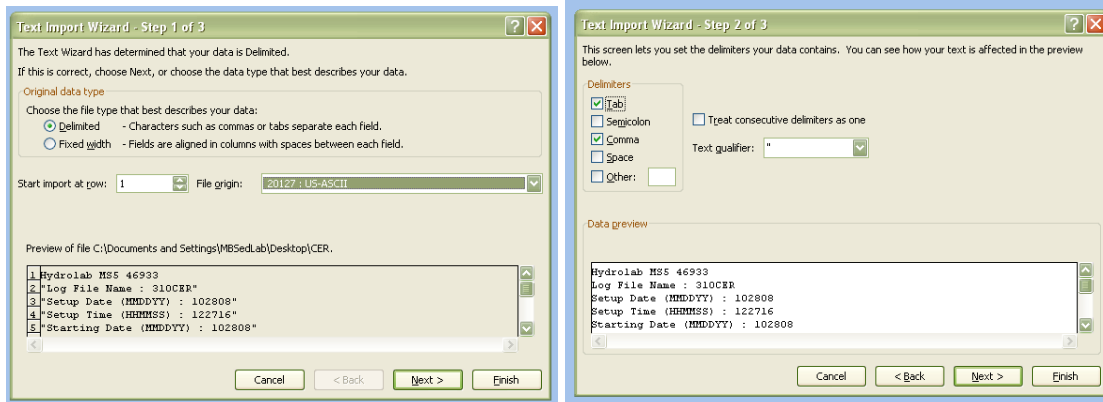 Text Import Wizard - Step 1 of 3
The Text Wizard has determined that your data is Delimited.
If this is correct, choose Next, or choose the data type that best describes your data.
Original data type
Choose the file type that best describes your data:
Delimited - Characters such as commas or tabs separate each field.
Fixed width - Fields are aligned in columns with spaces between each field.
Start import at row: 1 File origin: 20127 : US-ASCII
Preview of file C:\Documents and Settings\MBSedLab\Desktop\CER.
1 Hydrolab MS5 46933
2 "Log File Name : 310CER"
3 "Setup Date (MMDDYY) : 102808"
4 "Setup Time (HHMMSS) : 122716"
5 "Starting Date (MMDDYY) : 102808"
Cancel < Back Next > Finish
Text Import Wizard - Step 2 of 3
This screen lets you set the delimiters your data contains. You can see how your text is affected in the preview
below.
Delimiters
Tab
Semicolon
Comma
Space
Other:
Treat consecutive delimiters as one
Text qualifier: "
Data preview
Hydrolab MS5 46933
Log File Name : 310CER
Setup Date (MMDDYY) : 102808
Setup Time (HHMMSS) : 122716
Starting Date (MMDDYY) : 102808
Cancel < Back Next > Finish